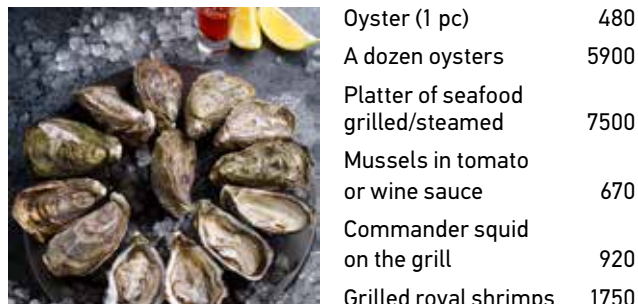 Oyster (1 pc) 480
A dozen oysters 5900
Platter of seafood
grilled/steamed 7500
Mussels in tomato
or wine sauce 670
Commander squid
on the grill 920
Grilled royal shrimps 1750